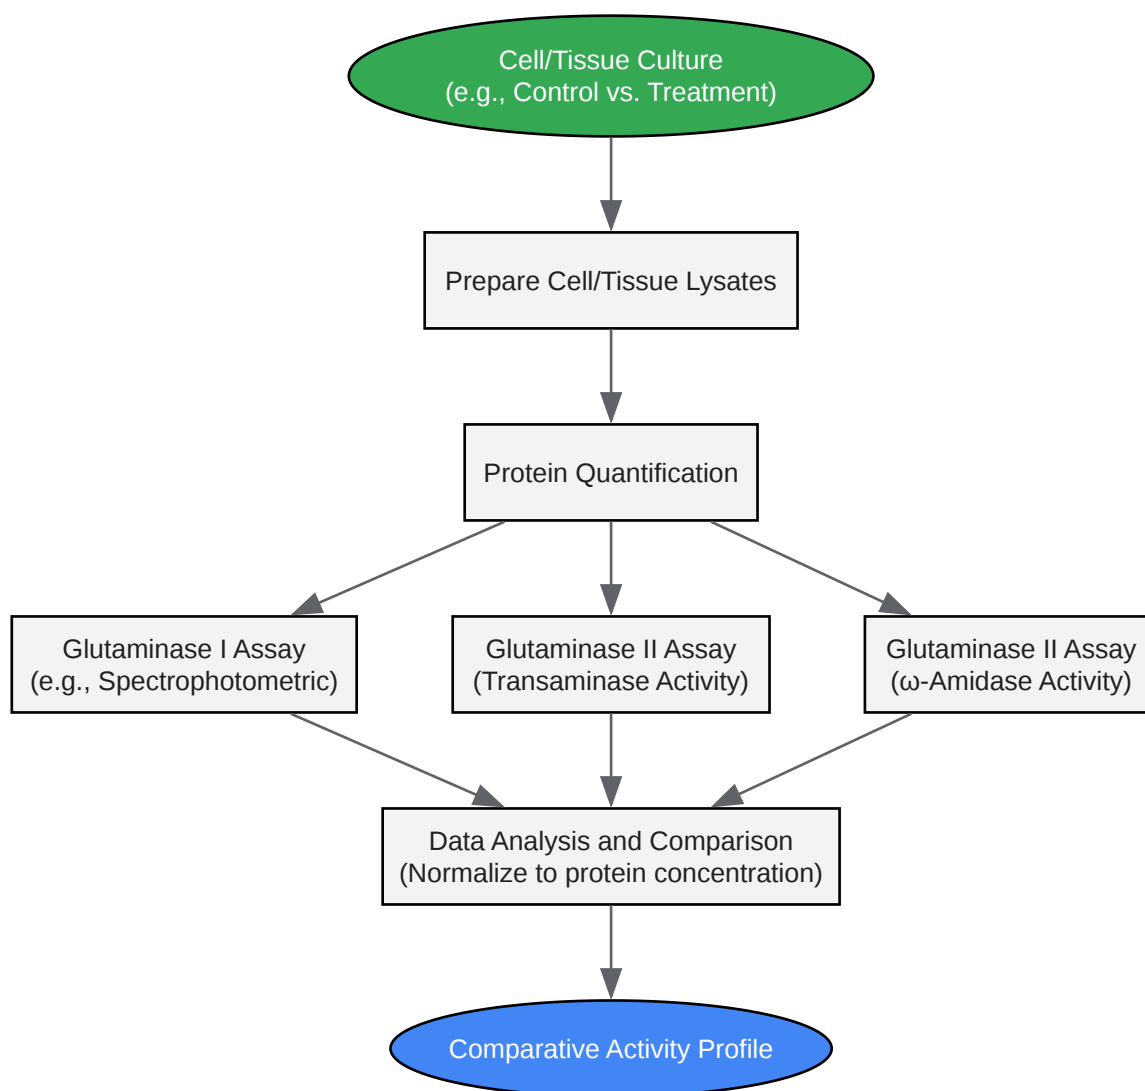 Cell/Tissue Culture
(e.g., Control vs. Treatment)
Prepare Cell/Tissue Lysates
Protein Quantification
Glutaminase I Assay
(e.g., Spectrophotometric)
Glutaminase II Assay
(Transaminase Activity)
Glutaminase II Assay
(ω-Amidase Activity)
Data Analysis and Comparison
(Normalize to protein concentration)
Comparative Activity Profile